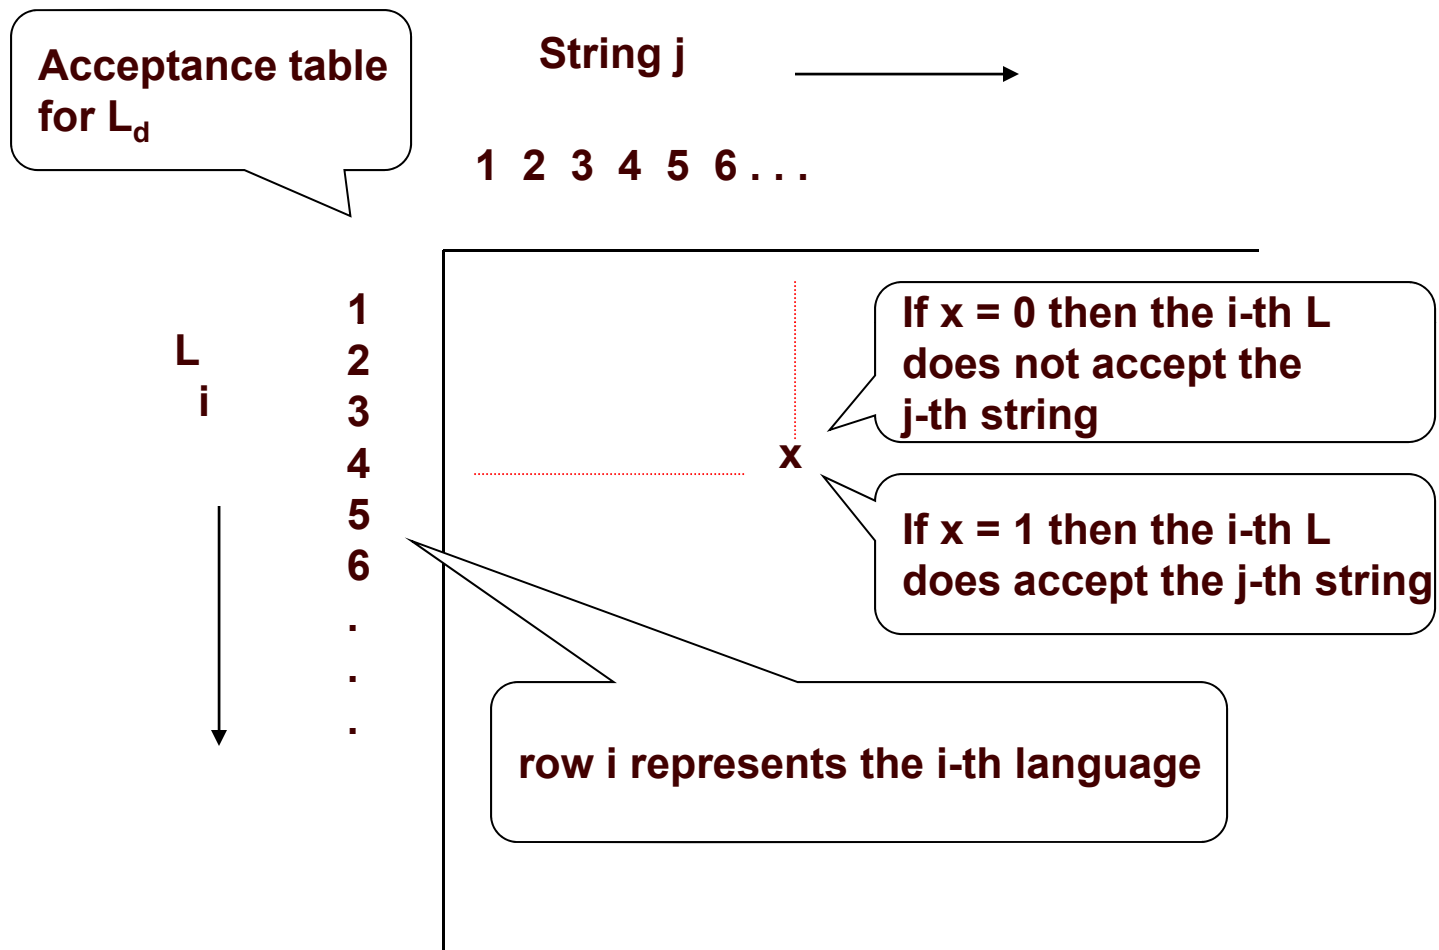 Acceptance table
for Ld
String j
1 2 3 4 5 6 . . .
L
i
1
2
3
4
5
6
.
.
.
x
If x = 0 then the i-th L
does not accept the
j-th string
If x = 1 then the i-th L
does accept the j-th string
row i represents the i-th language